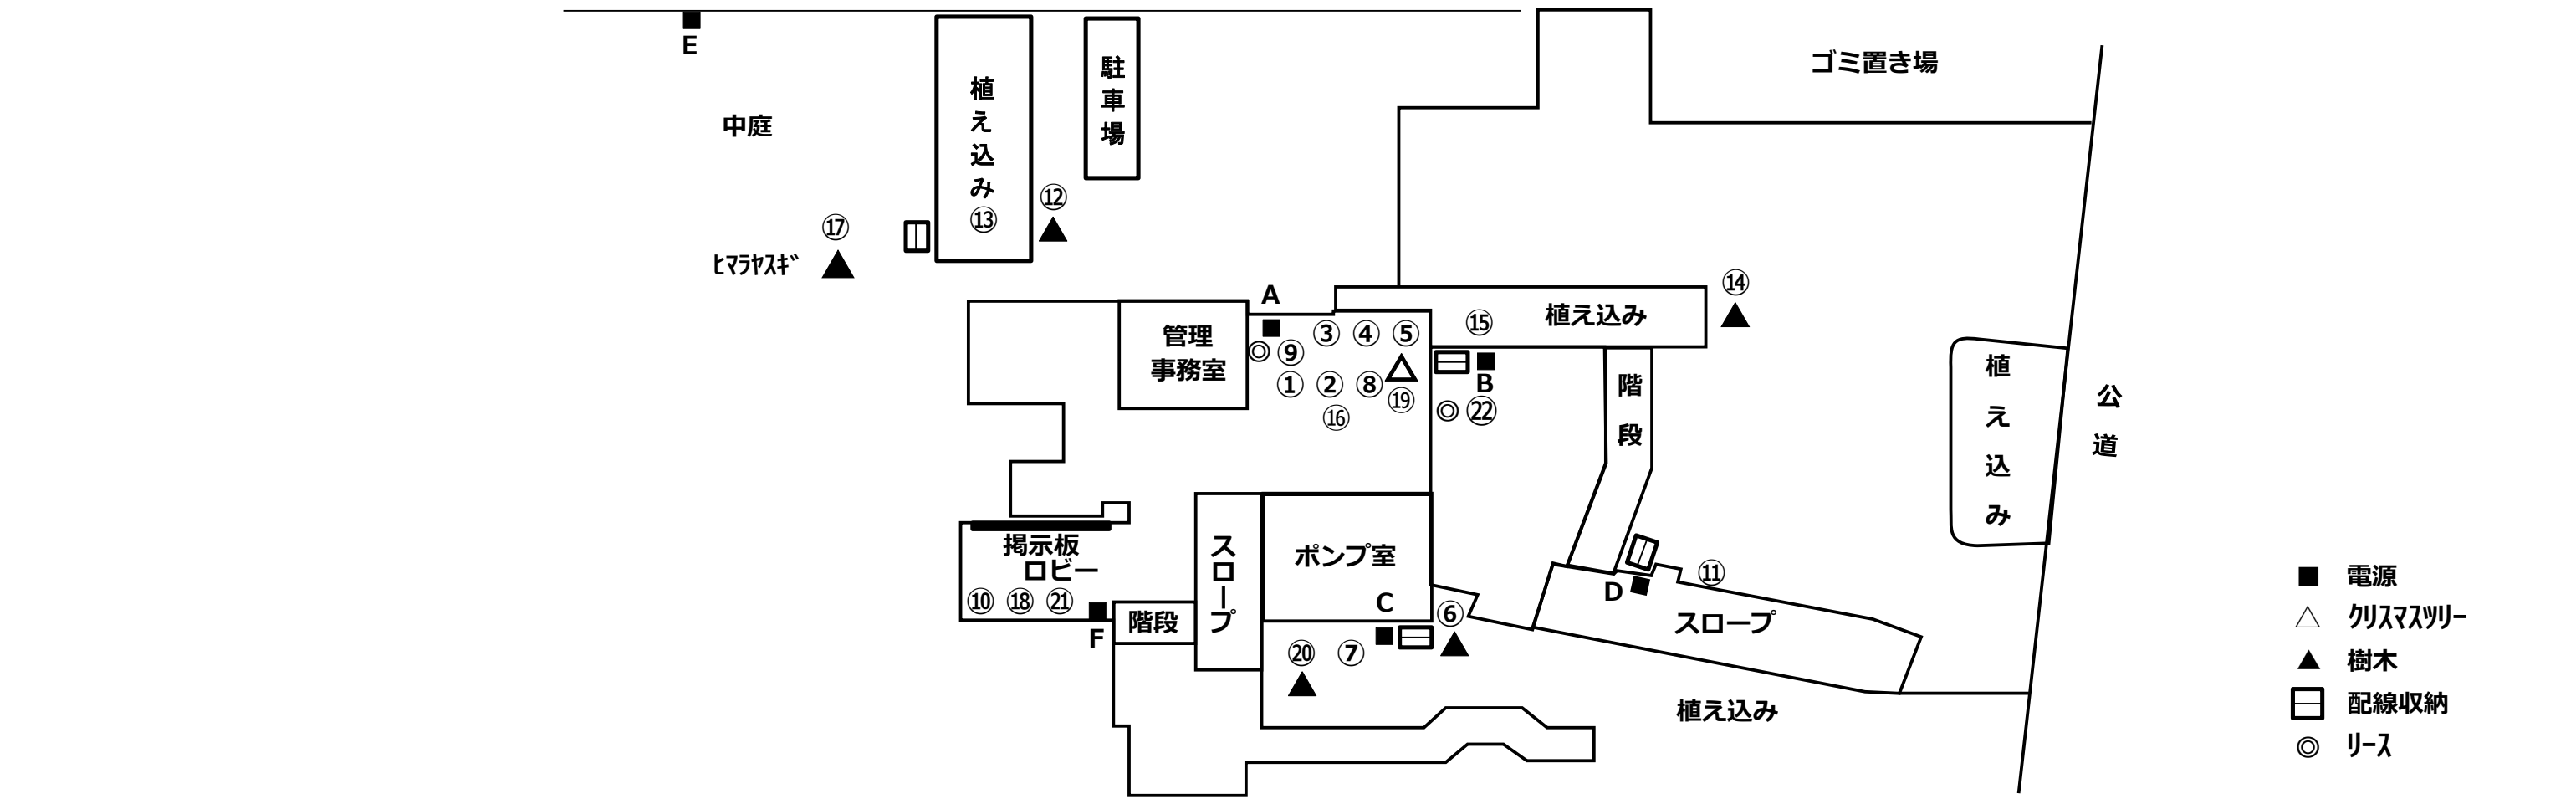 E
中庭
ヒマラヤスギ
⑰
植え込み
⑬
駐車場
⑫
ゴミ置き場
公道
植え込み
⑭
植え込み
⑮
A
管理
事務室
③ ④ ⑤
⑨
① ② ⑧
⑲
⑯
B
㉒
階段
掲示板
ロビー
⑩ ⑱ ㉑
F
階段
スロープ
ポンプ室
C
⑥
⑳ ⑦
D
⑪
スロープ
植え込み
電源
クリスマスツリー
樹木
配線収納
リース